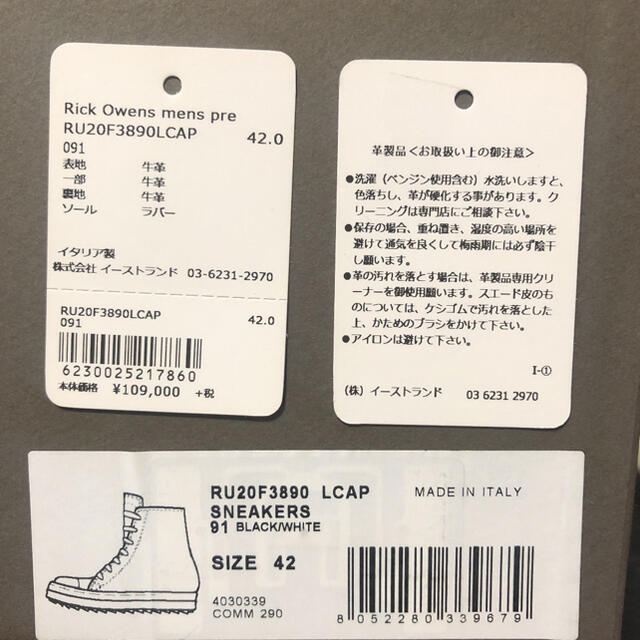 Rick Owens mens pre
RU20F3890LCAP 42.0
091
表地 牛革
一部 牛革
裏地 牛革
ソール ラバー
イタリア製
株式会社 イーストランド 03-6231-2970
RU20F3890LCAP 42.0
091
6230025217860
本体価格 ¥109,000 +税
革製品<お取扱い上の御注意>
●洗濯(ベンジン使用含む)水洗いしますと、
色落ちし、革が硬化する事があります。ク
リーニングは専門店にご相談下さい。
●保存の場合、重ね置き、湿度の高い場所を
避けて通気を良くして梅雨期には必ず陰干
し願います。
●革の汚れを落とす場合は、革製品専用クリ
ーナーを御使用願います。スエード皮のも
のについては、ケシゴムで汚れを落とした
上、かためのブラシをかけて下さい。
●アイロンは避けて下さい。
I-①
(株) イーストランド 03 6231 2970
RU20F3890 LCAP MADE IN ITALY
SNEAKERS
91 BLACK/WHITE
SIZE 42
4030339
COMM 290
8 052280 339679